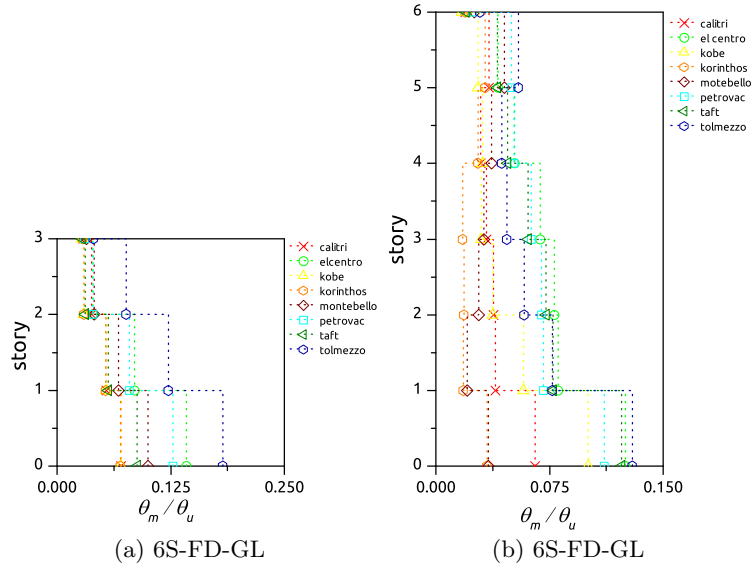 6
5
4
3
2
1
0
story
0.000
0.075
0.150
θm / θu
calitri
el centro
kobe
korinthos
motebello
petrovac
taft
tolmezzo
3
2
1
0
story
0.000
0.125
0.250
θm / θu
calitri
elcentro
kobe
korinthos
montebello
petrovac
taft
tolmezzo
(a) 6S-FD-GL
(b) 6S-FD-GL